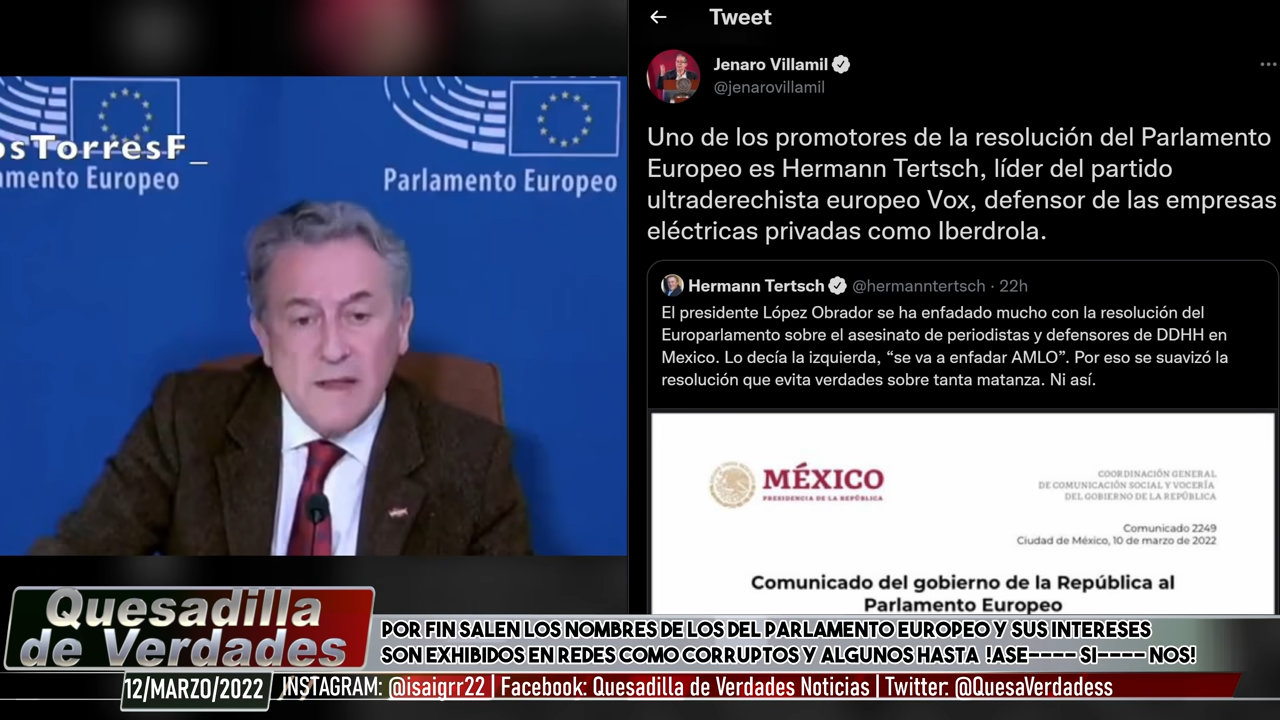 osTorresF_
amento Europeo
Parlamento Europeo
Tweet
Jenaro Villamil
@jenarovillamil
Uno de los promotores de la resolución del Parlamento
Europeo es Hermann Tertsch, líder del partido
ultraderechista europeo Vox, defensor de las empresas
eléctricas privadas como Iberdrola.
Hermann Tertsch @hermanntertsch · 22h
El presidente López Obrador se ha enfadado mucho con la resolución del
Europarlamento sobre el asesinato de periodistas y defensores de DDHH en
Mexico. Lo decía la izquierda, “se va a enfadar AMLO”. Por eso se suavizó la
resolución que evita verdades sobre tanta matanza. Ni así.
MÉXICO
PRESIDENCIA DE LA REPÚBLICA
COORDINACIÓN GENERAL
DE COMUNICACIÓN SOCIAL Y VOCERÍA
DEL GOBIERNO DE LA REPÚBLICA
Comunicado 2249
Ciudad de México, 10 de marzo de 2022
Comunicado del gobierno de la República al
Parlamento Europeo
Quesadilla
de Verdades
POR FIN SALEN LOS NOMBRES DE LOS DEL PARLAMENTO EUROPEO Y SUS INTERESES
SON EXHIBIDOS EN REDES COMO CORRUPTOS Y ALGUNOS HASTA !ASE---- SI---- NOS!
12/MARZO/2022
INSTAGRAM: @isaigrr22 | Facebook: Quesadilla de Verdades Noticias | Twitter: @QuesaVerdadess